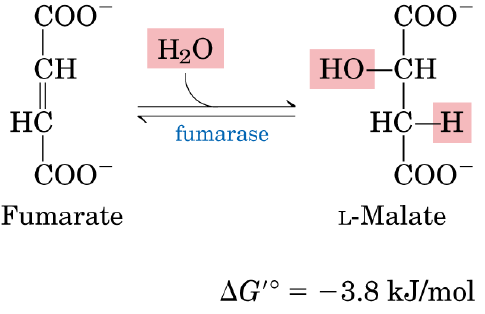 COO⁻
CH
HC
COO⁻
Fumarate
H₂O
fumarase
COO⁻
HO—CH
HC—H
COO⁻
L-Malate
ΔG′° = −3.8 kJ/mol